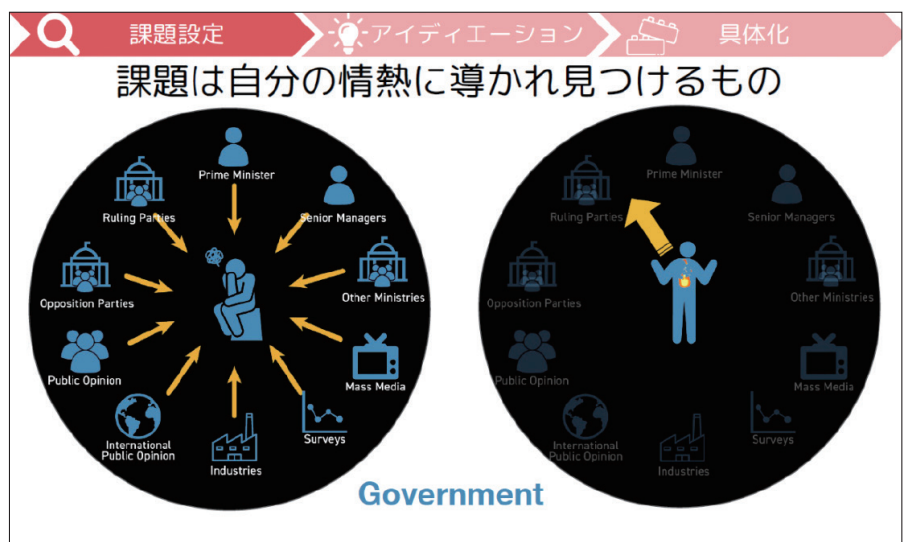 課題設定
アイディエーション
具体化
課題は自分の情熱に導かれ見つけるもの
Prime Minister
Ruling Parties
Senior Managers
Opposition Parties
Other Ministries
Public Opinion
Mass Media
International
Public Opinion
Industries
Surveys
Prime Minister
Ruling Parties
Senior Managers
Opposition Parties
Other Ministries
Public Opinion
Mass Media
International
Public Opinion
Industries
Surveys
Government